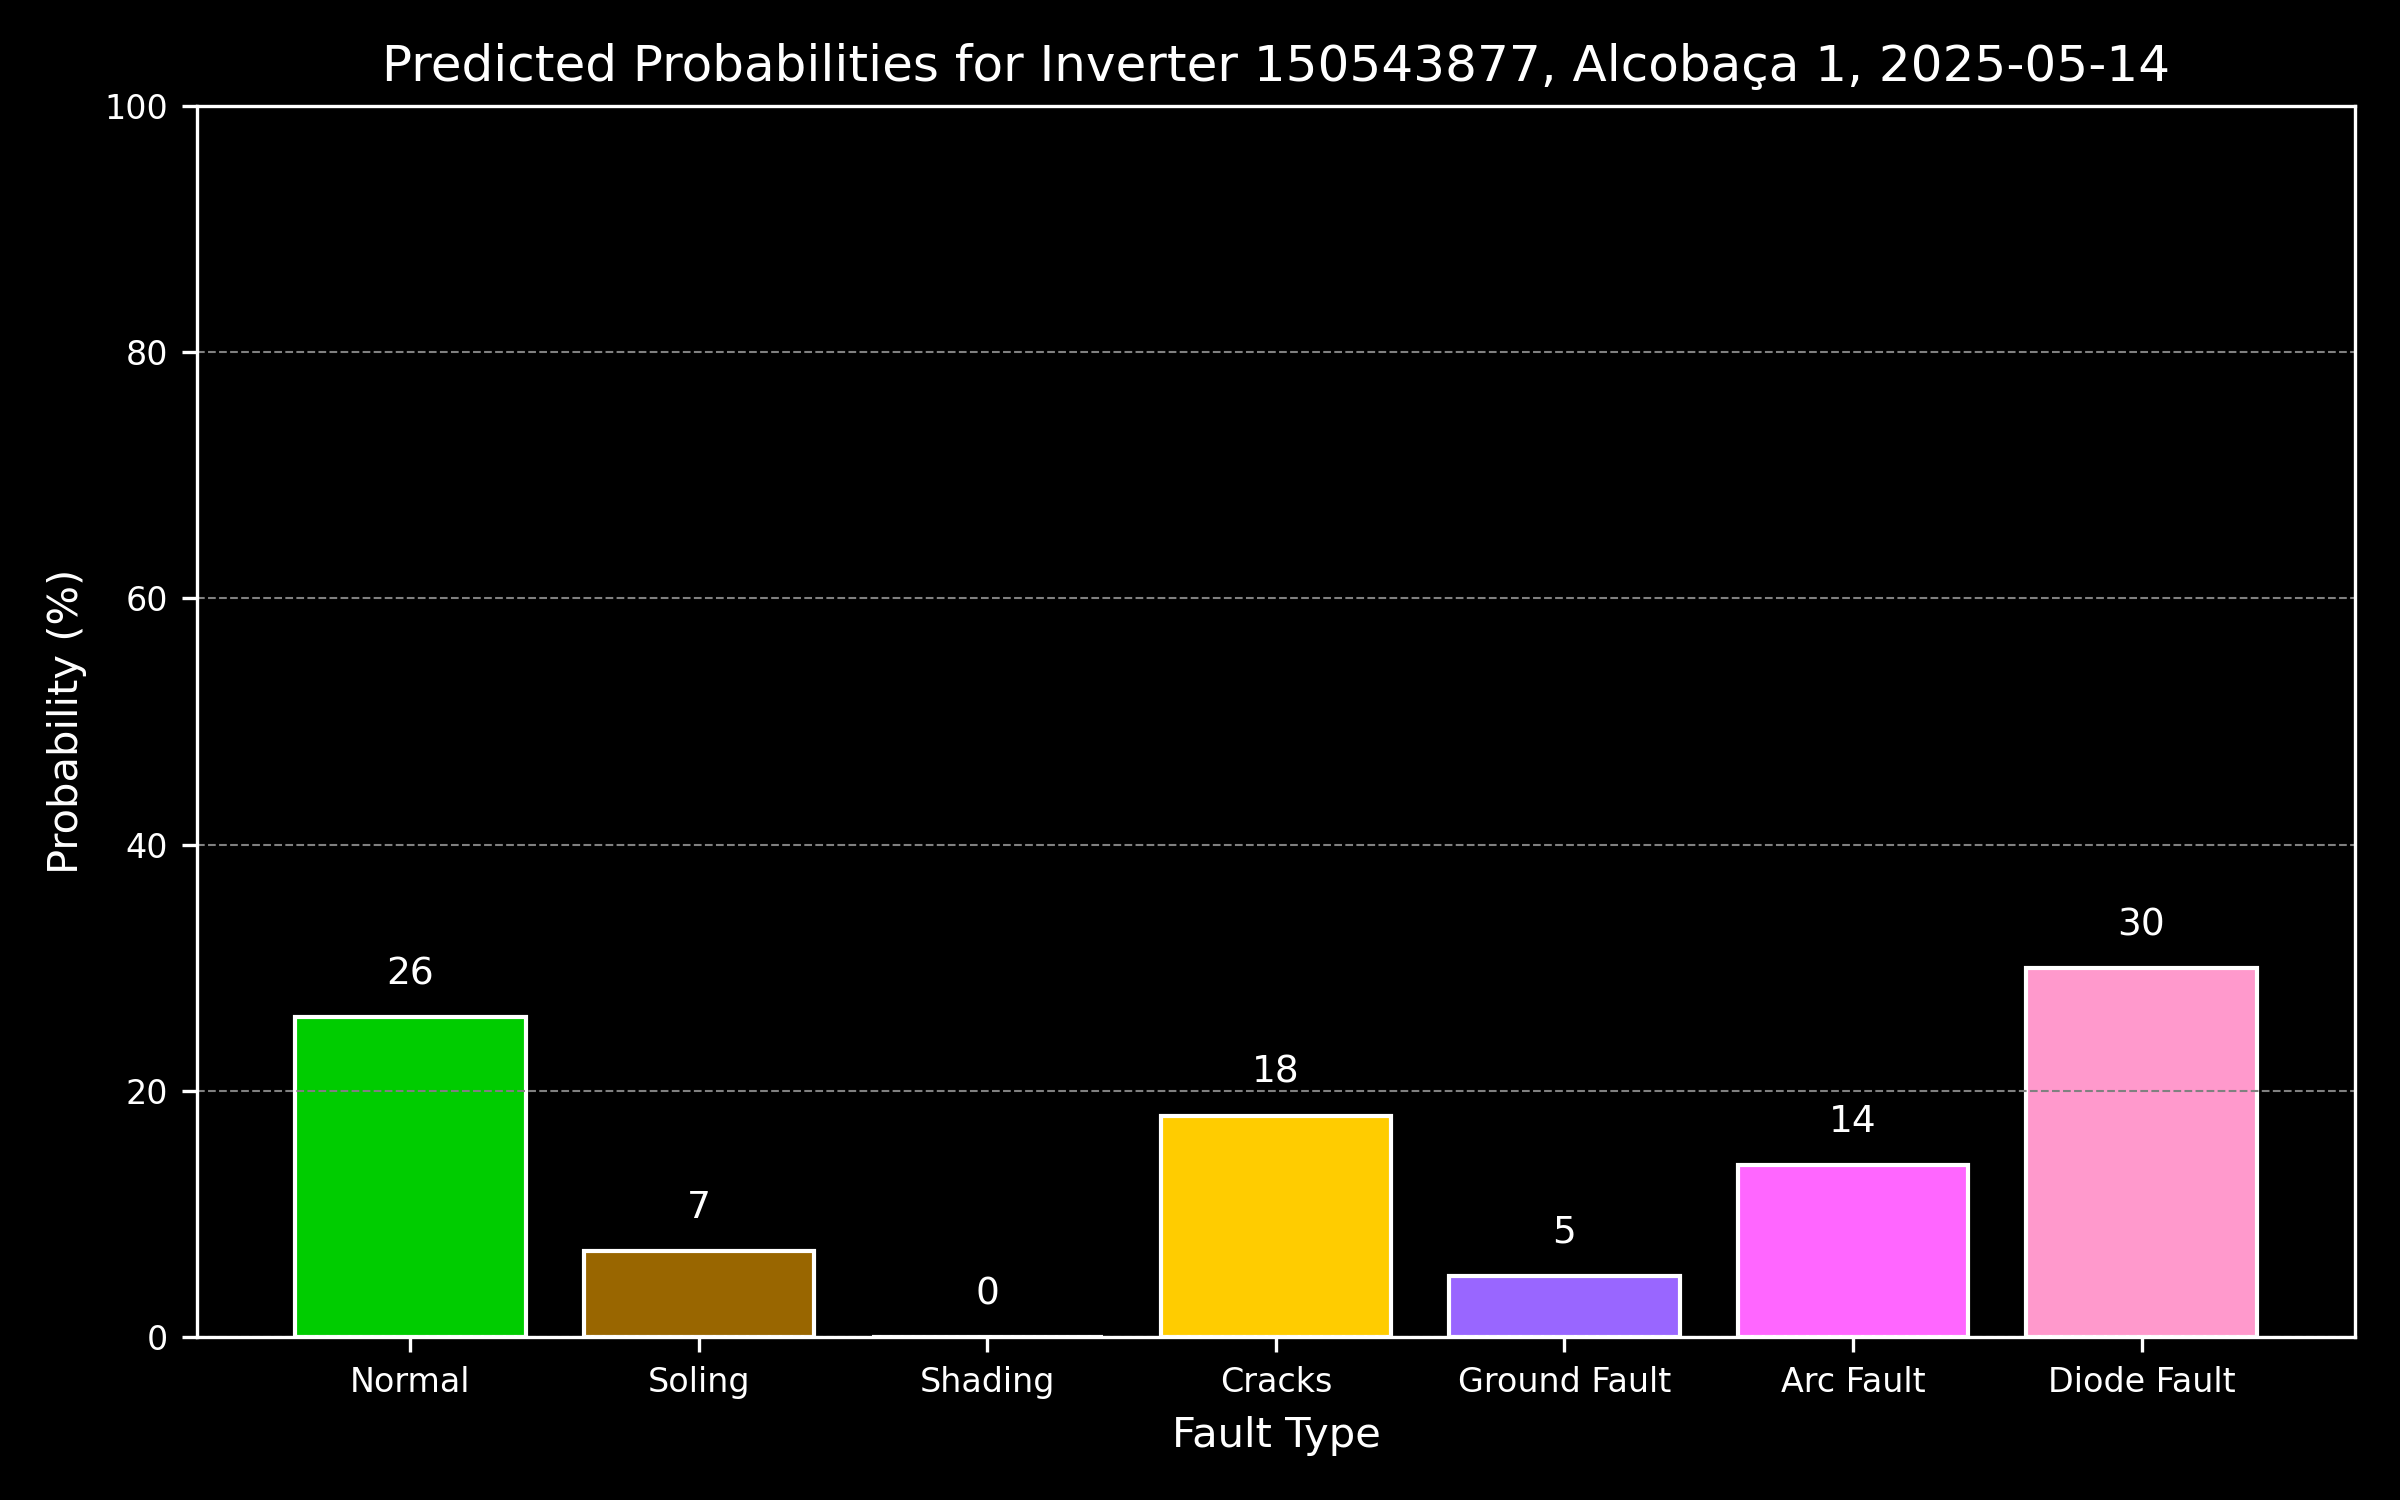 Predicted Probabilities for Inverter 150543877, Alcobaça 1, 2025-05-14
Probability (%)
100
80
60
40
20
0
26
7
0
18
5
14
30
Normal
Soling
Shading
Cracks
Ground Fault
Arc Fault
Diode Fault
Fault Type